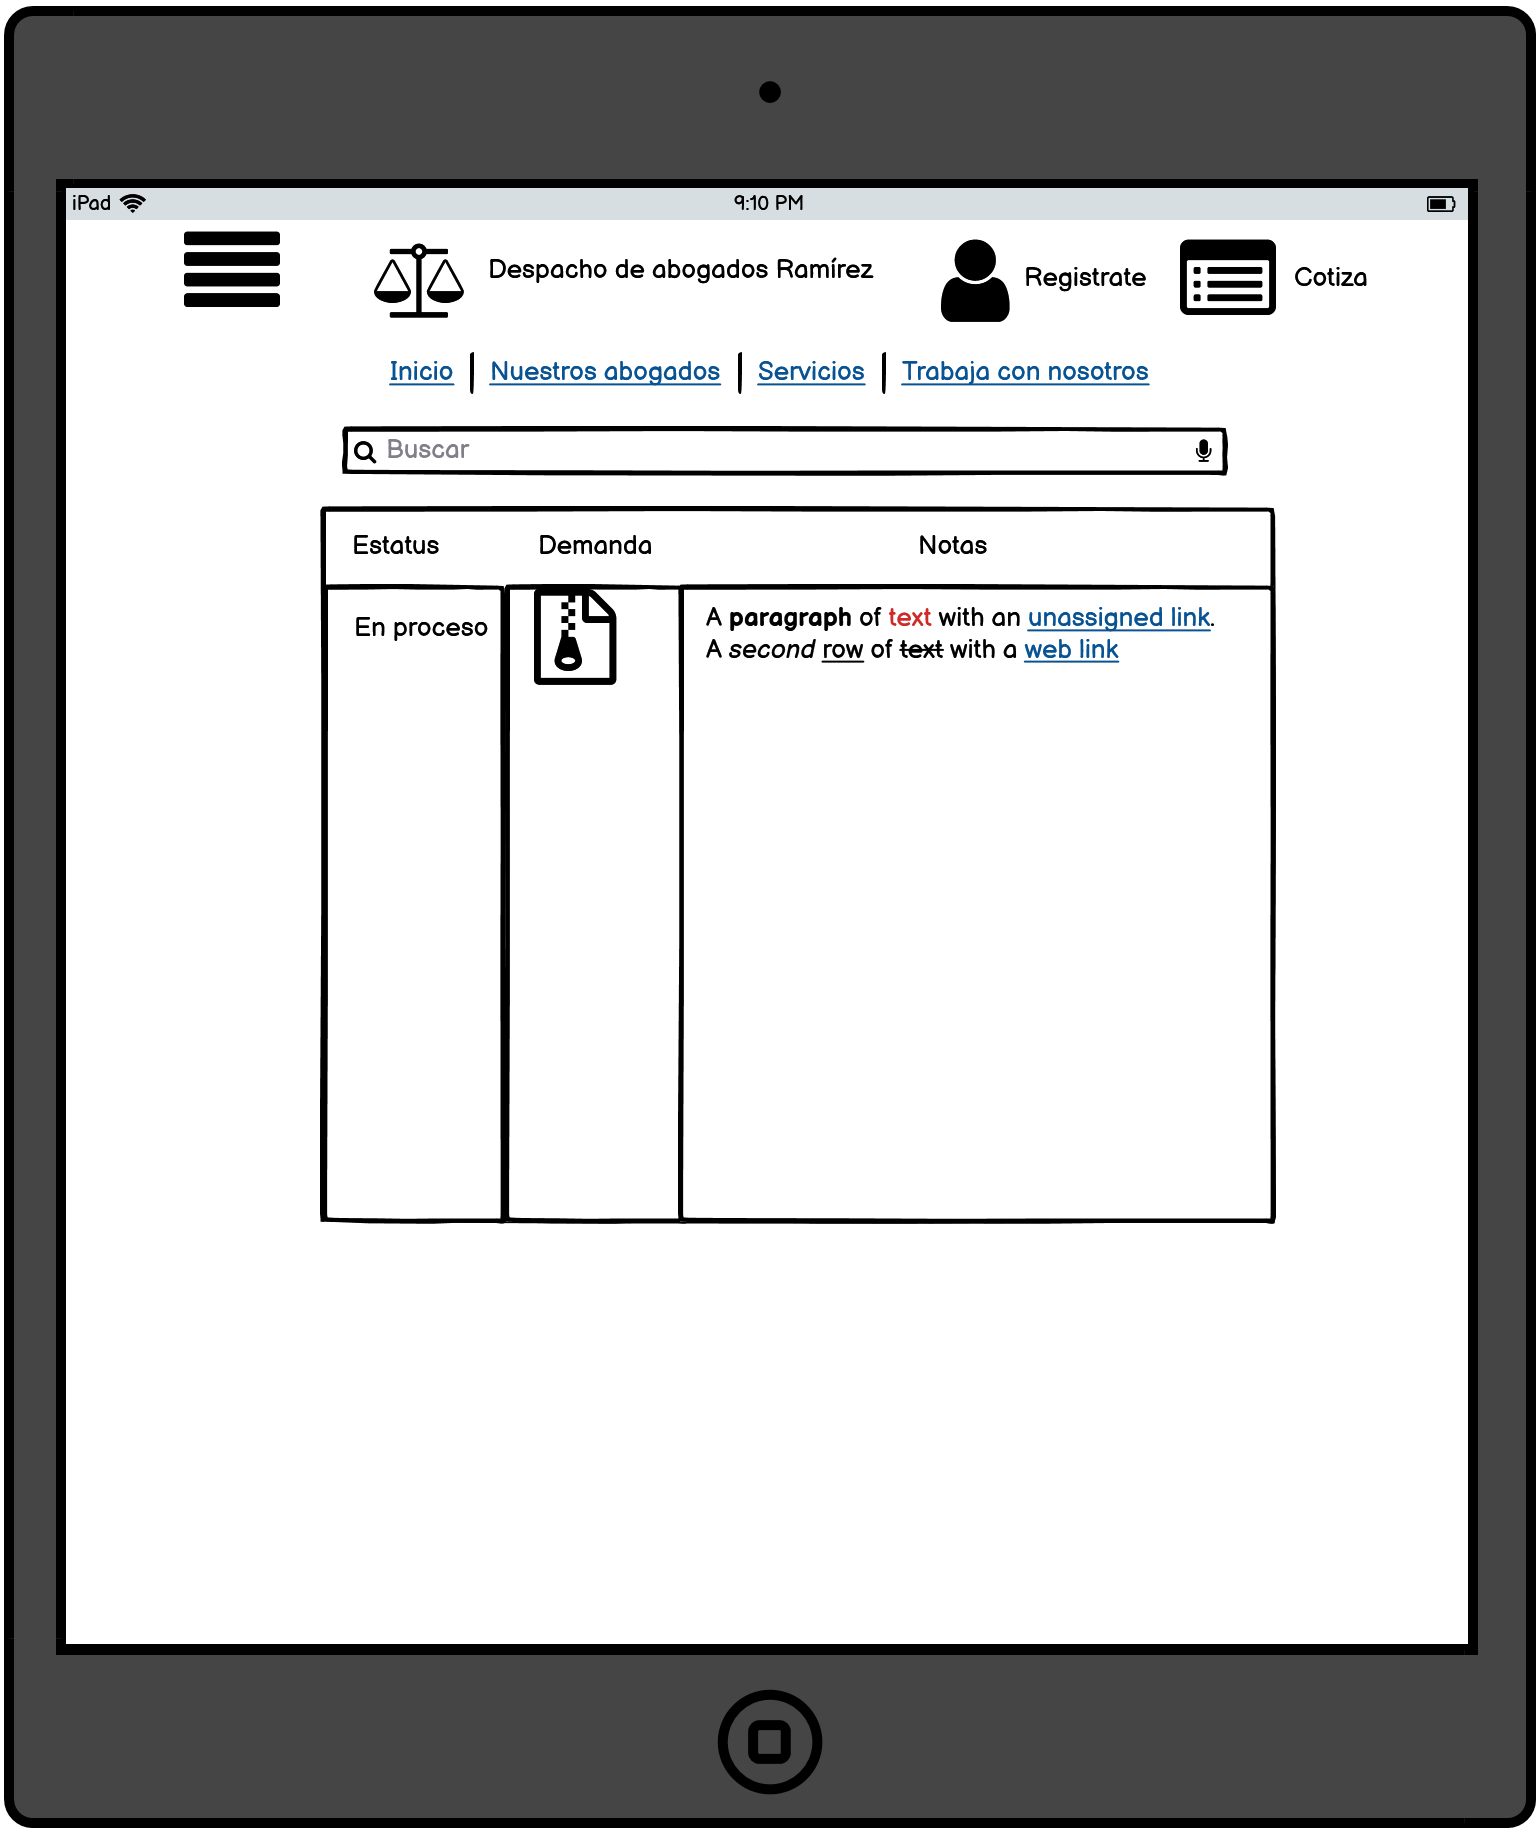 iPad 9:10 PM
Despacho de abogados Ramírez
Registrate
Cotiza
Inicio Nuestros abogados Servicios Trabaja con nosotros
Buscar
Estatus Demanda Notas
En proceso
A paragraph of text with an unassigned link.
A second row of text with a web link